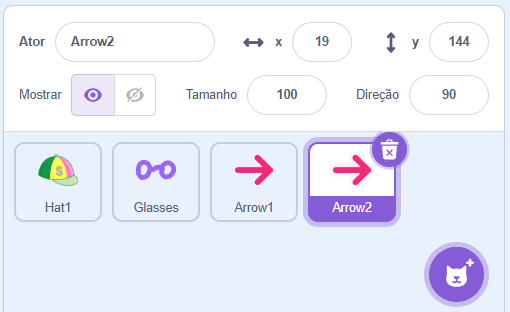 Ator Arrow2 x 19 y 144
Mostrar Tamanho 100 Direção 90
Hat1 Glasses Arrow1 Arrow2